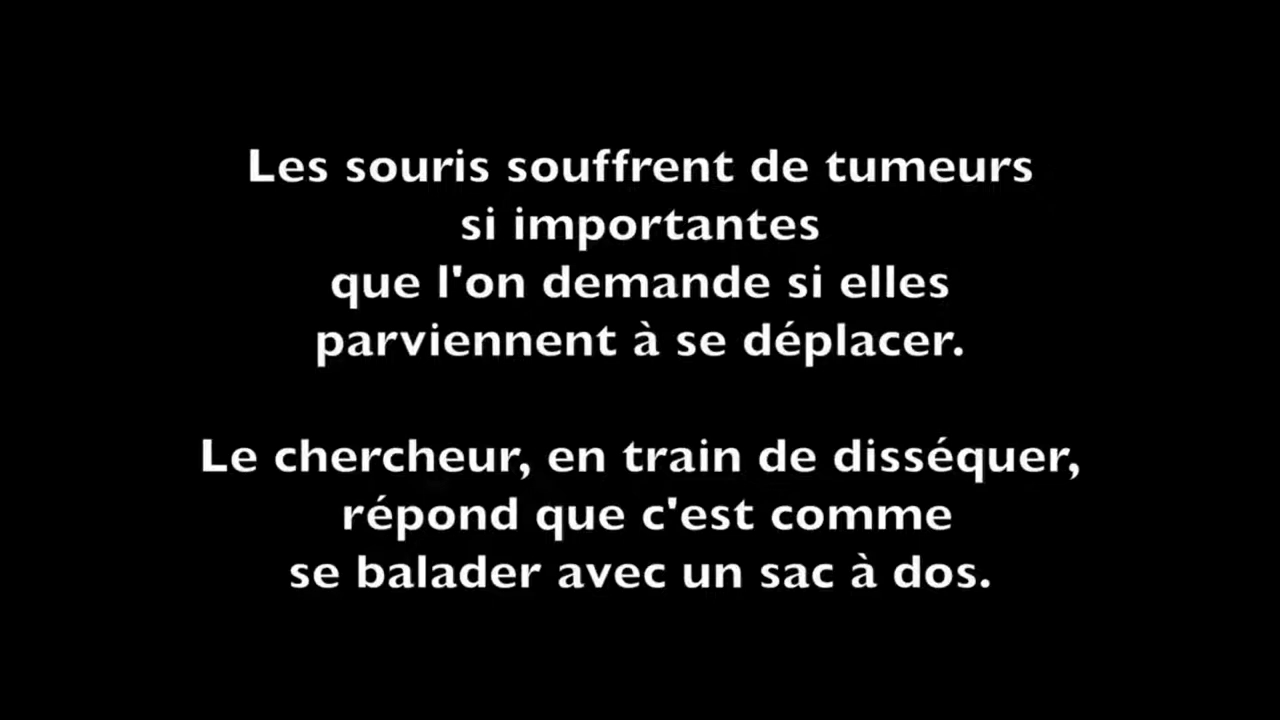 Les souris souffrent de tumeurs
si importantes
que l'on demande si elles
parviennent à se déplacer.
Le chercheur, en train de disséquer,
répond que c'est comme
se balader avec un sac à dos.